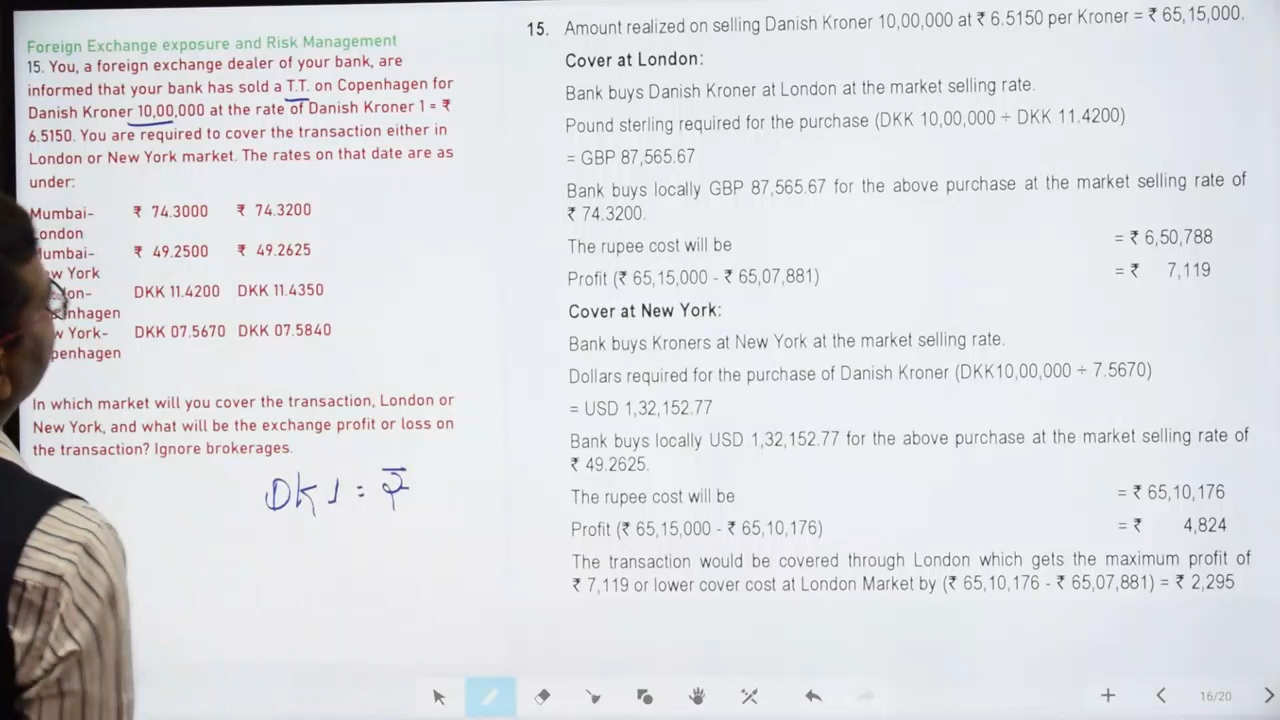 Foreign Exchange exposure and Risk Management
15. You, a foreign exchange dealer of your bank, are
informed that your bank has sold a T.T. on Copenhagen for
Danish Kroner 10,00,000 at the rate of Danish Kroner 1 = ₹
6.5150. You are required to cover the transaction either in
London or New York market. The rates on that date are as
under:
Mumbai- ₹ 74.3000 ₹ 74.3200
London
Mumbai- ₹ 49.2500 ₹ 49.2625
New York
DKK 11.4200 DKK 11.4350
DKK 07.5670 DKK 07.5840
In which market will you cover the transaction, London or
New York, and what will be the exchange profit or loss on
the transaction? Ignore brokerages.
DK 1 = ₹
15. Amount realized on selling Danish Kroner 10,00,000 at ₹ 6.5150 per Kroner = ₹ 65,15,000.
Cover at London:
Bank buys Danish Kroner at London at the market selling rate.
Pound sterling required for the purchase (DKK 10,00,000 ÷ DKK 11.4200)
= GBP 87,565.67
Bank buys locally GBP 87,565.67 for the above purchase at the market selling rate of
₹ 74.3200.
The rupee cost will be = ₹ 6,50,788
Profit (₹ 65,15,000 - ₹ 65,07,881) = ₹ 7,119
Cover at New York:
Bank buys Kroners at New York at the market selling rate.
Dollars required for the purchase of Danish Kroner (DKK10,00,000 ÷ 7.5670)
= USD 1,32,152.77
Bank buys locally USD 1,32,152.77 for the above purchase at the market selling rate of
₹ 49.2625.
The rupee cost will be = ₹ 65,10,176
Profit (₹ 65,15,000 - ₹ 65,10,176) = ₹ 4,824
The transaction would be covered through London which gets the maximum profit of
₹ 7,119 or lower cover cost at London Market by (₹ 65,10,176 - ₹ 65,07,881) = ₹ 2,295
16/20